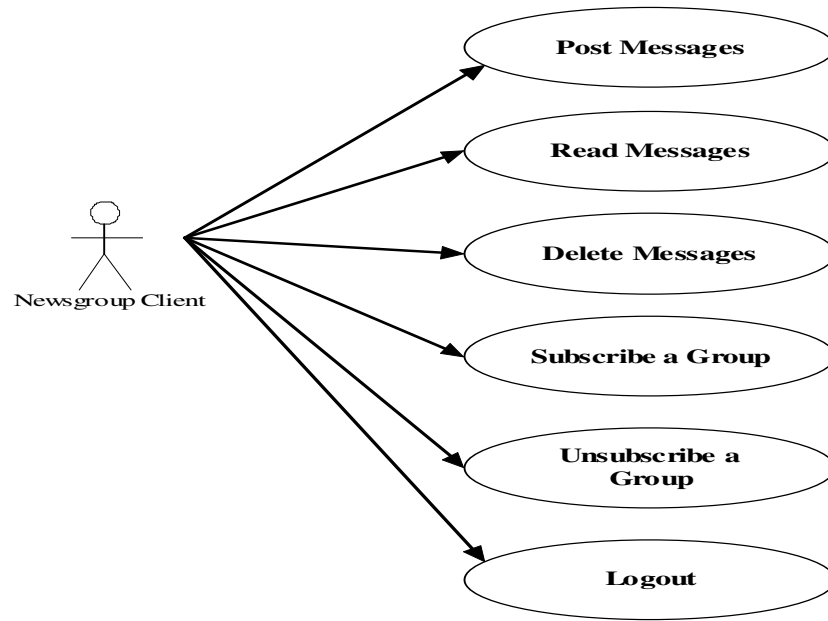 Post Messages
Read Messages
Delete Messages
Newsgroup Client
Subscribe a Group
Unsubscribe a
Group
Logout